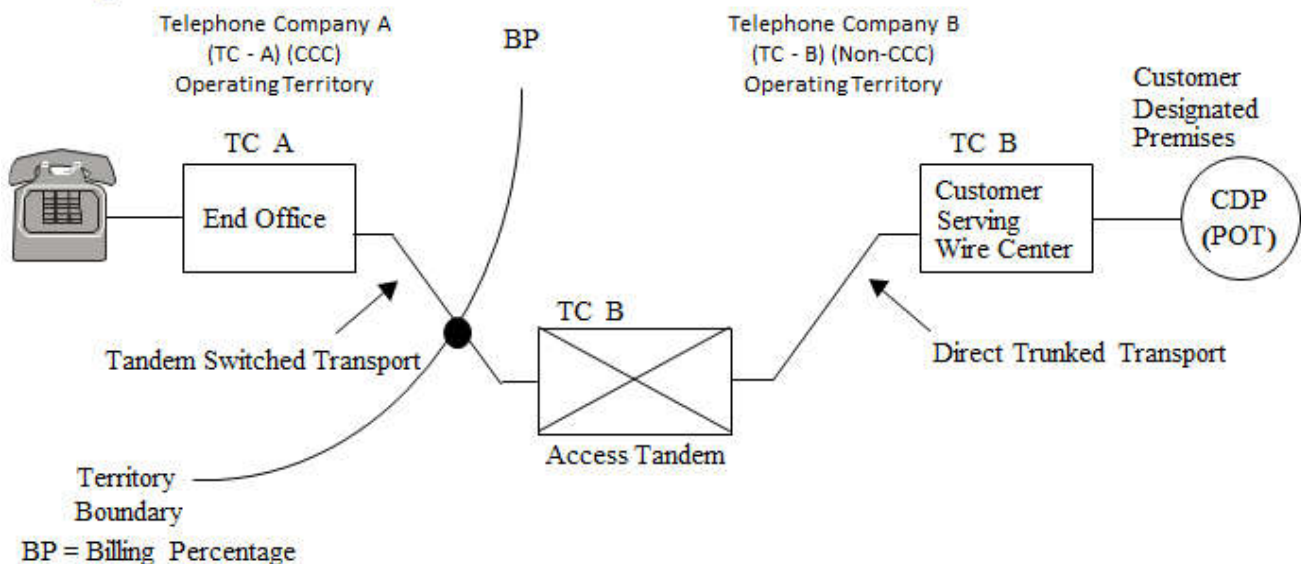 Telephone Company A
(TC - A) (CCC)
Operating Territory
BP
Telephone Company B
(TC - B) (Non-CCC)
Operating Territory
Customer
Designated
Premises
TC A
End Office
TC B
Customer
Serving
Wire Center
CDP
(POT)
TC B
Tandem Switched Transport
Direct Trunked Transport
Access Tandem
Territory
Boundary
BP = Billing Percentage